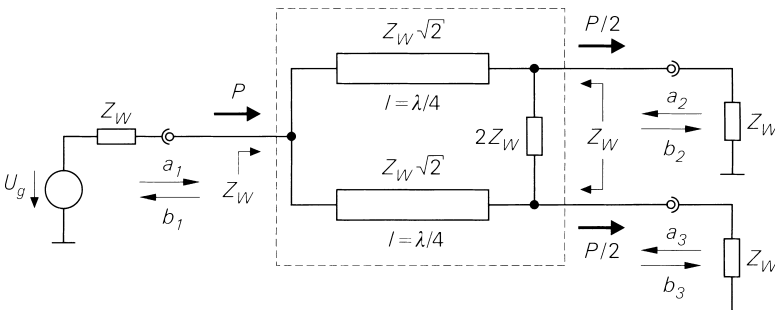 Z_W √2
P/2
P
l = λ/4
a_2
Z_W
2Z_W
Z_W
Z_W
b_2
Z_W √2
U_g
a_1
Z_W
b_1
l = λ/4
P/2
a_3
Z_W
b_3